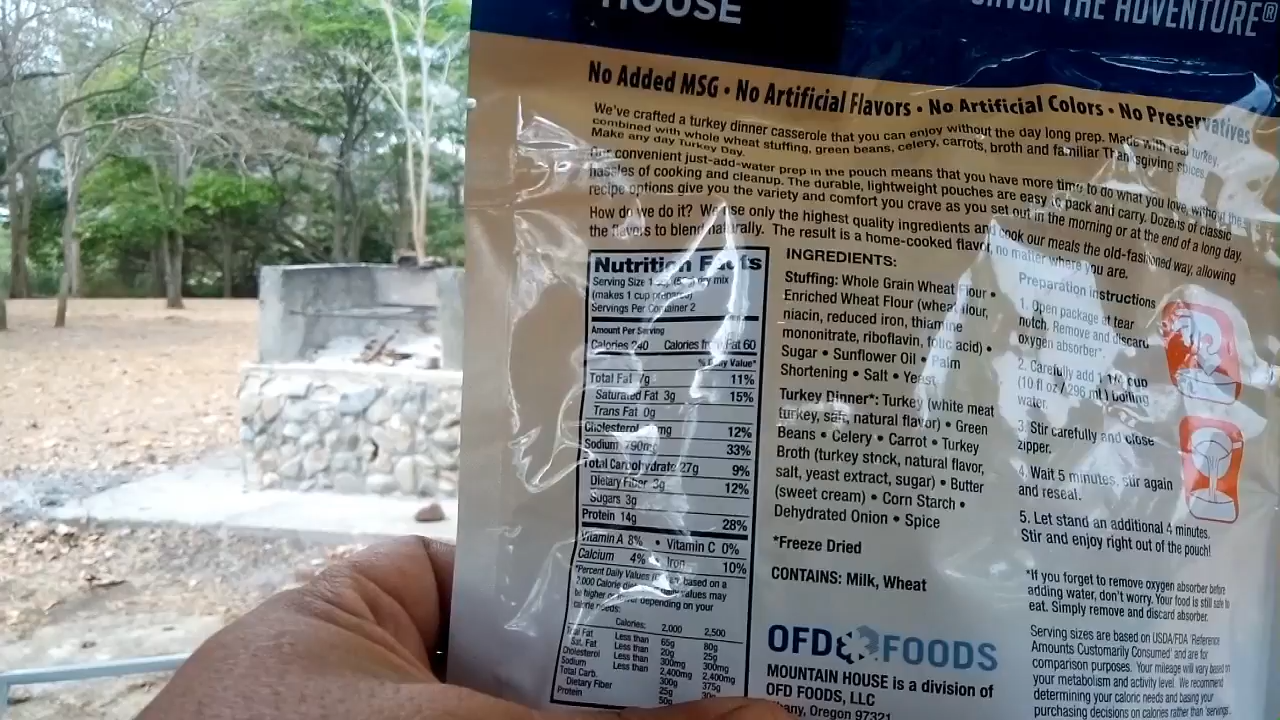 HOUSE
SAVOR THE ADVENTURE®
No Added MSG • No Artificial Flavors • No Artificial Colors • No Preservatives
We've crafted a turkey dinner casserole that you can enjoy without the day long prep. Made with real turkey,
combined with whole wheat stuffing, green beans, celery, carrots, broth and familiar Thanksgiving spices.
Make any day Turkey Day.
Our convenient just-add-water prep in the pouch means that you have more time to do what you love, without the
hassles of cooking and cleanup. The durable, lightweight pouches are easy to pack and carry. Dozens of classic
recipe options give you the variety and comfort you crave as you set out in the morning or at the end of a long day.
How do we do it? We use only the highest quality ingredients and cook our meals the old-fashioned way, allowing
the flavors to blend naturally. The result is a home-cooked flavor, no matter where you are.
Nutrition Facts
Serving Size dry mix
(makes 1 cup prepared)
Servings Per Container 2
Amount Per Serving
Calories 240 Calories from Fat 60
% Daily Value*
Total Fat 7g 11%
Saturated Fat 3g 15%
Trans Fat 0g
Cholesterol mg 12%
Sodium 790mg 33%
Total Carbohydrate 27g 9%
Dietary Fiber 3g 12%
Sugars 3g
Protein 14g 28%
Vitamin A 8% • Vitamin C 0%
Calcium 4% • Iron 10%
*Percent Daily Values based on a
2,000 Calorie diet. values may
be higher or lower depending on your
calorie needs:
Calories: 2,000 2,500
Total Fat Less than 65g 80g
Sat. Fat Less than 20g 25g
Cholesterol Less than 300mg 300mg
Sodium Less than 2,400mg 2,400mg
Total Carb. 300g 375g
Dietary Fiber 25g 30g
Protein 50g
INGREDIENTS:
Stuffing: Whole Grain Wheat Flour •
Enriched Wheat Flour (wheat flour,
niacin, reduced iron, thiamine
mononitrate, riboflavin, folic acid) •
Sugar • Sunflower Oil • Palm
Shortening • Salt • Yeast
Turkey Dinner*: Turkey (white meat
turkey, salt, natural flavor) • Green
Beans • Celery • Carrot • Turkey
Broth (turkey stock, natural flavor,
salt, yeast extract, sugar) • Butter
(sweet cream) • Corn Starch •
Dehydrated Onion • Spice
*Freeze Dried
CONTAINS: Milk, Wheat
OFD FOODS
MOUNTAIN HOUSE is a division of
OFD FOODS, LLC
Albany, Oregon 97321
Preparation Instructions
1. Open package at tear
notch. Remove and discard
oxygen absorber*.
2. Carefully add 1 1/4 cup
(10 fl oz / 296 ml) boiling
water.
3. Stir carefully and close
zipper.
4. Wait 5 minutes, stir again
and reseal.
5. Let stand an additional 4 minutes.
Stir and enjoy right out of the pouch!
*If you forget to remove oxygen absorber before
adding water, don't worry. Your food is still safe to
eat. Simply remove and discard absorber.
Serving sizes are based on USDA/FDA 'Reference
Amounts Customarily Consumed' and are for
comparison purposes. Your mileage will vary based on
your metabolism and activity level. We recommend
determining your caloric needs and basing your
purchasing decisions on calories rather than 'servings.'